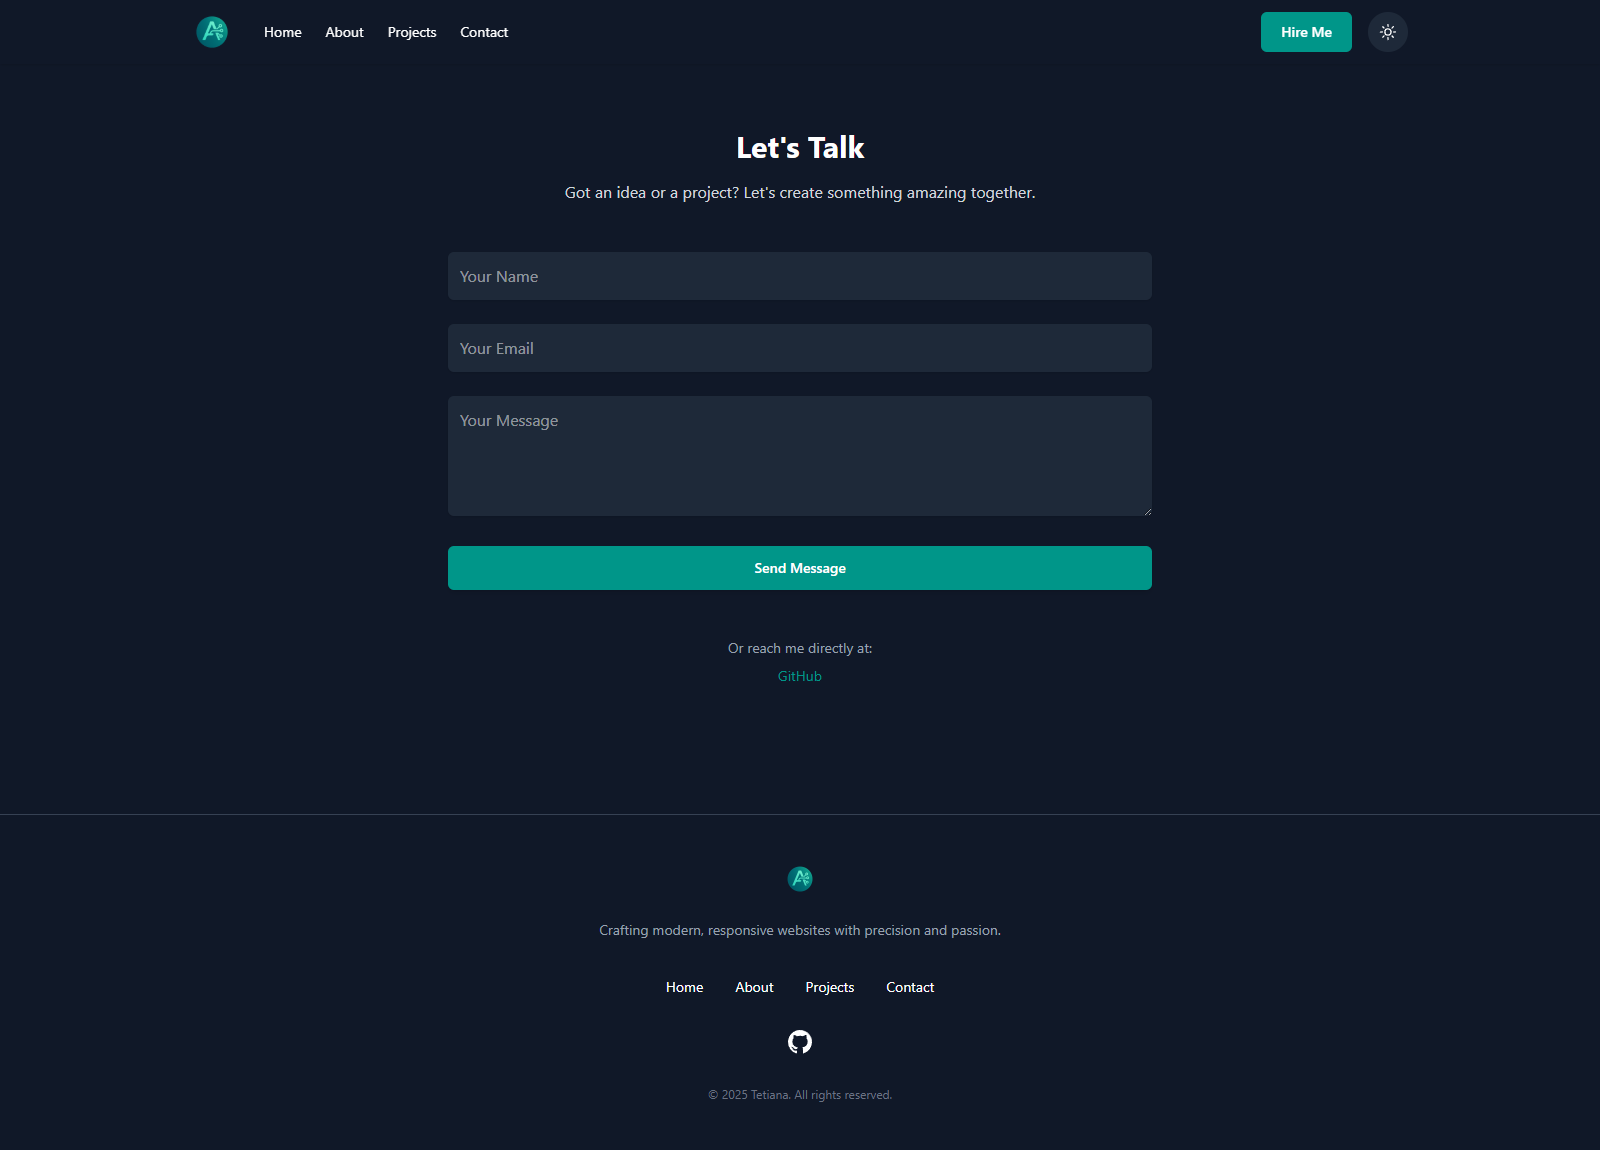 Home About Projects Contact Hire Me
Let's Talk
Got an idea or a project? Let's create something amazing together.
Your Name
Your Email
Your Message
Send Message
Or reach me directly at:
GitHub
Crafting modern, responsive websites with precision and passion.
Home About Projects Contact
© 2025 Tetiana. All rights reserved.